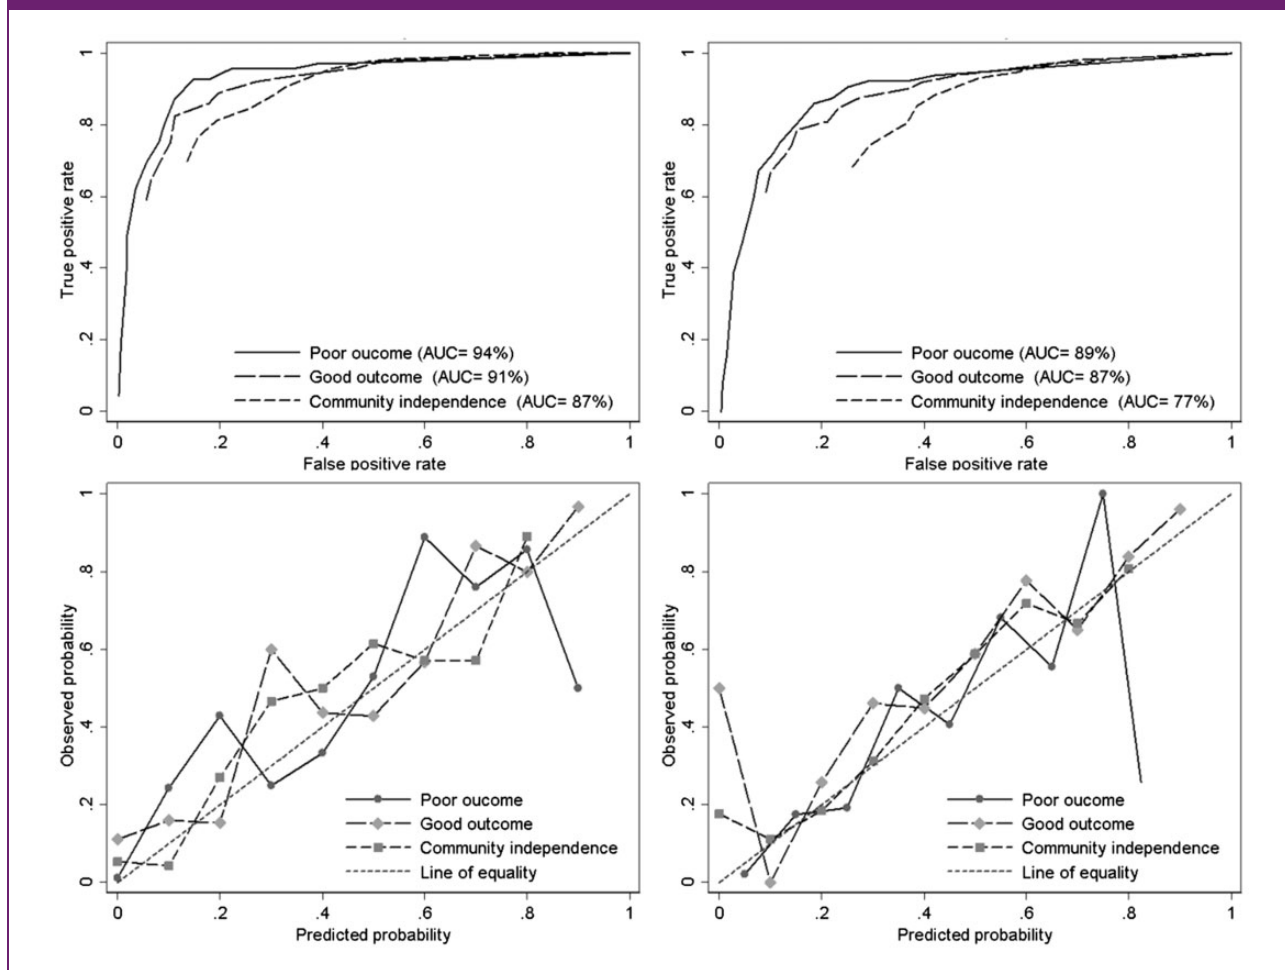 True positive rate
1
.8
.6
.4
.2
0
Poor oucome (AUC= 94%)
Good outcome (AUC= 91%)
Community independence (AUC= 87%)
0 .2 .4 .6 .8 1
False positive rate
True positive rate
1
.8
.6
.4
.2
0
Poor oucome (AUC= 89%)
Good outcome (AUC= 87%)
Community independence (AUC= 77%)
0 .2 .4 .6 .8 1
False positive rate
Observed probability
1
.8
.6
.4
.2
0
Poor oucome
Good outcome
Community independence
Line of equality
0 .2 .4 .6 .8 1
Predicted probability
Observed probability
1
.8
.6
.4
.2
0
Poor oucome
Good outcome
Community independence
Line of equality
0 .2 .4 .6 .8 1
Predicted probability